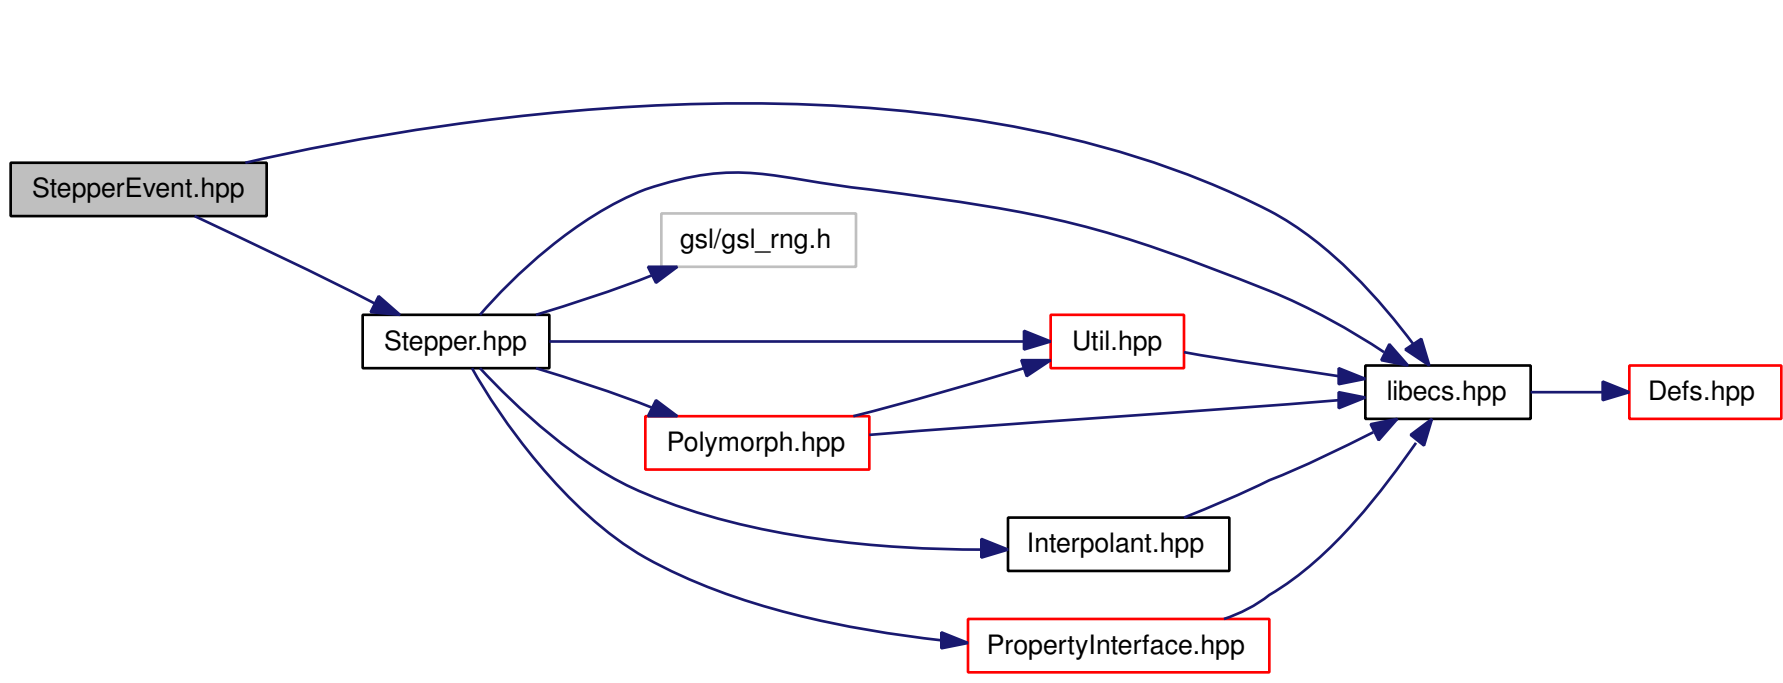 StepperEvent.hpp
gsl/gsl_rng.h
Stepper.hpp
Util.hpp
libecs.hpp
Defs.hpp
Polymorph.hpp
Interpolant.hpp
PropertyInterface.hpp